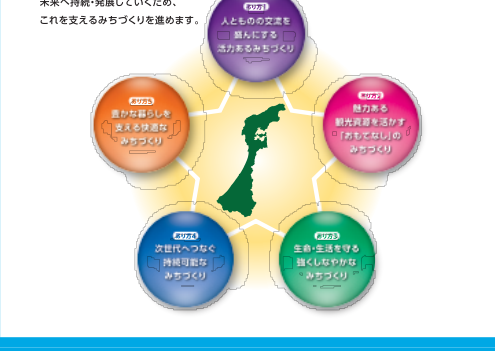 未来へ持続・発展していくため、
これを支えるみちづくりを進めます。
あり方1
人とものの交流を
盛んにする
活力あるみちづくり
あり方2
魅力ある
観光資源を活かす
「おもてなし」の
みちづくり
あり方3
生命・生活を守る
強くしなやかな
みちづくり
あり方4
次世代へつなぐ
持続可能な
みちづくり
あり方5
豊かな暮らしを
支える快適な
みちづくり